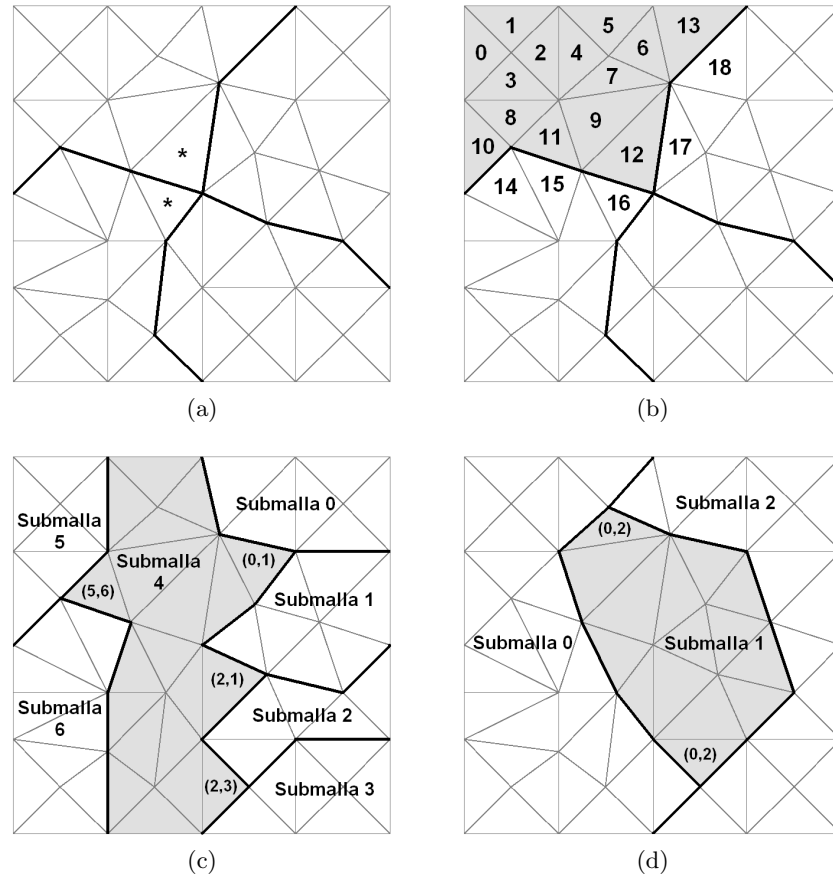 *
*
(a)
1
5
13
0
2
4
6
18
3
7
8
9
10
11
12
17
14
15
16
(b)
Submalla
5
Submalla 0
Submalla
4
(0,1)
(5,6)
Submalla 1
(2,1)
Submalla
6
Submalla 2
(2,3)
Submalla 3
(c)
Submalla 2
(0,2)
Submalla 0
Submalla 1
(0,2)
(d)